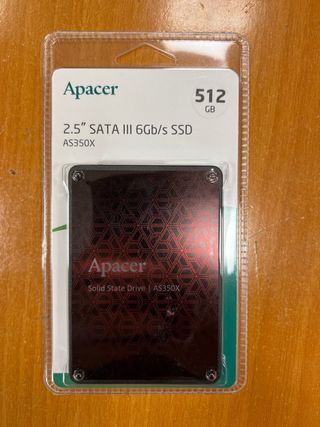 Apacer
512
GB
2.5″ SATA III 6Gb/s SSD
AS350X
Apacer
Solid State Drive | AS350X